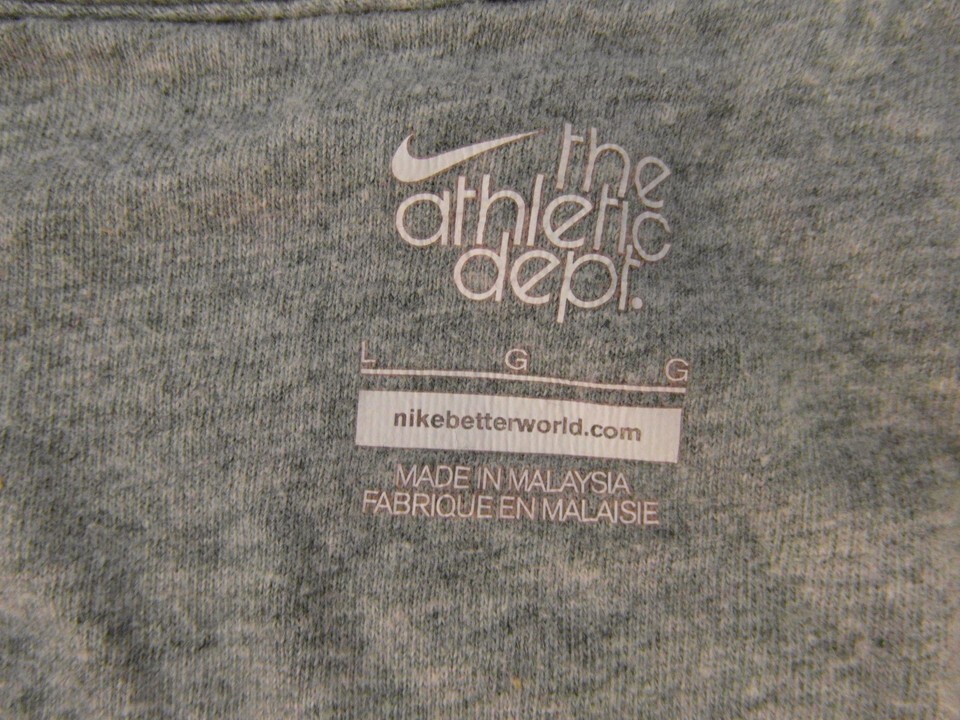 the
athletic
dept.
L G G
nikebetterworld.com
MADE IN MALAYSIA
FABRIQUE EN MALAISIE